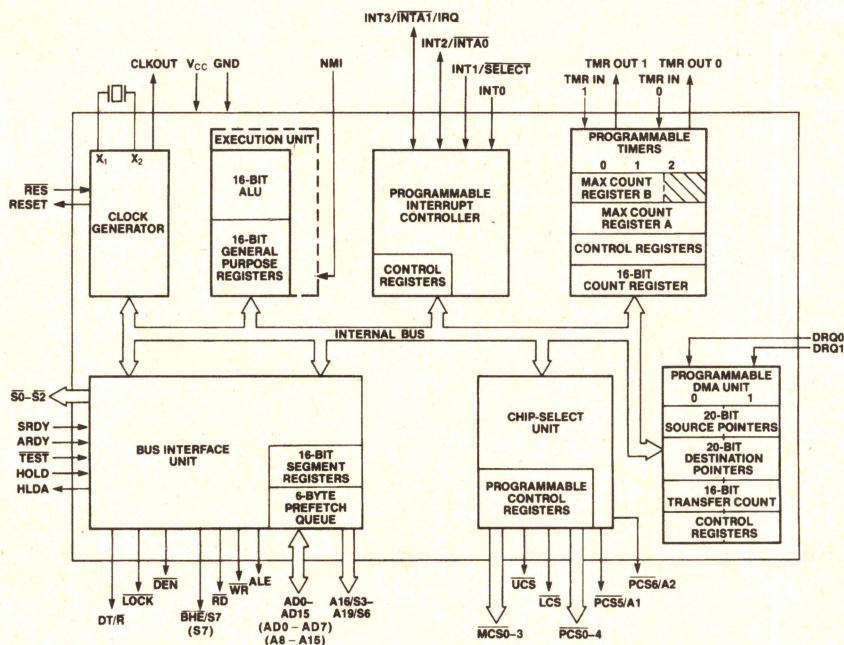 INT3/INTA1/IRQ
INT2/INTA0
INT1/SELECT
INT0
CLKOUT
VCC
GND
NMI
TMR OUT 1
TMR OUT 0
TMR IN
1
TMR IN
0
X1
X2
RES
RESET
CLOCK
GENERATOR
EXECUTION UNIT
16-BIT
ALU
16-BIT
GENERAL
PURPOSE
REGISTERS
PROGRAMMABLE
INTERRUPT
CONTROLLER
CONTROL
REGISTERS
PROGRAMMABLE
TIMERS
0 1 2
MAX COUNT
REGISTER B
MAX COUNT
REGISTER A
CONTROL REGISTERS
16-BIT
COUNT REGISTER
INTERNAL BUS
DRQ0
DRQ1
S0–S2
SRDY
ARDY
TEST
HOLD
HLDA
BUS INTERFACE
UNIT
16-BIT
SEGMENT
REGISTERS
6-BYTE
PREFETCH
QUEUE
CHIP-SELECT
UNIT
PROGRAMMABLE
CONTROL
REGISTERS
PROGRAMMABLE
DMA UNIT
0 1
20-BIT
SOURCE POINTERS
20-BIT
DESTINATION
POINTERS
16-BIT
TRANSFER COUNT
CONTROL
REGISTERS
DT/R
LOCK
DEN
BHE/S7
(S7)
RD
WR
ALE
AD0–
AD15
(AD0 – AD7)
(A8 – A15)
A16/S3–
A19/S6
MCS0-3
UCS
LCS
PCS0-4
PCS5/A1
PCS6/A2